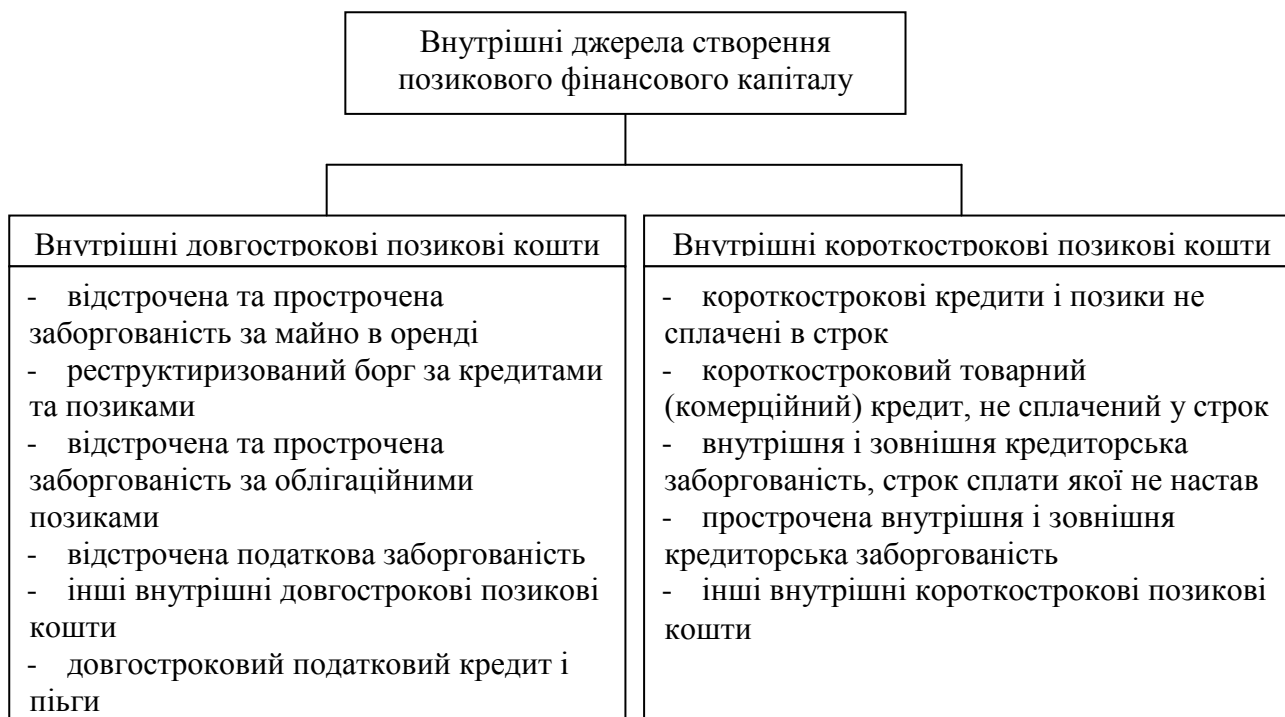 Внутрішні джерела створення
позикового фінансового капіталу
Внутрішні довгострокові позикові кошти
- відстрочена та прострочена
заборгованість за майно в оренді
- реструктиризований борг за кредитами
та позиками
- відстрочена та прострочена
заборгованість за облігаційними
позиками
- відстрочена податкова заборгованість
- інші внутрішні довгострокові позикові
кошти
- довгостроковий податковий кредит і
пільги
Внутрішні короткострокові позикові кошти
- короткострокові кредити і позики не
сплачені в строк
- короткостроковий товарний
(комерційний) кредит, не сплачений у строк
- внутрішня і зовнішня кредиторська
заборгованість, строк сплати якої не настав
- прострочена внутрішня і зовнішня
кредиторська заборгованість
- інші внутрішні короткострокові позикові
кошти